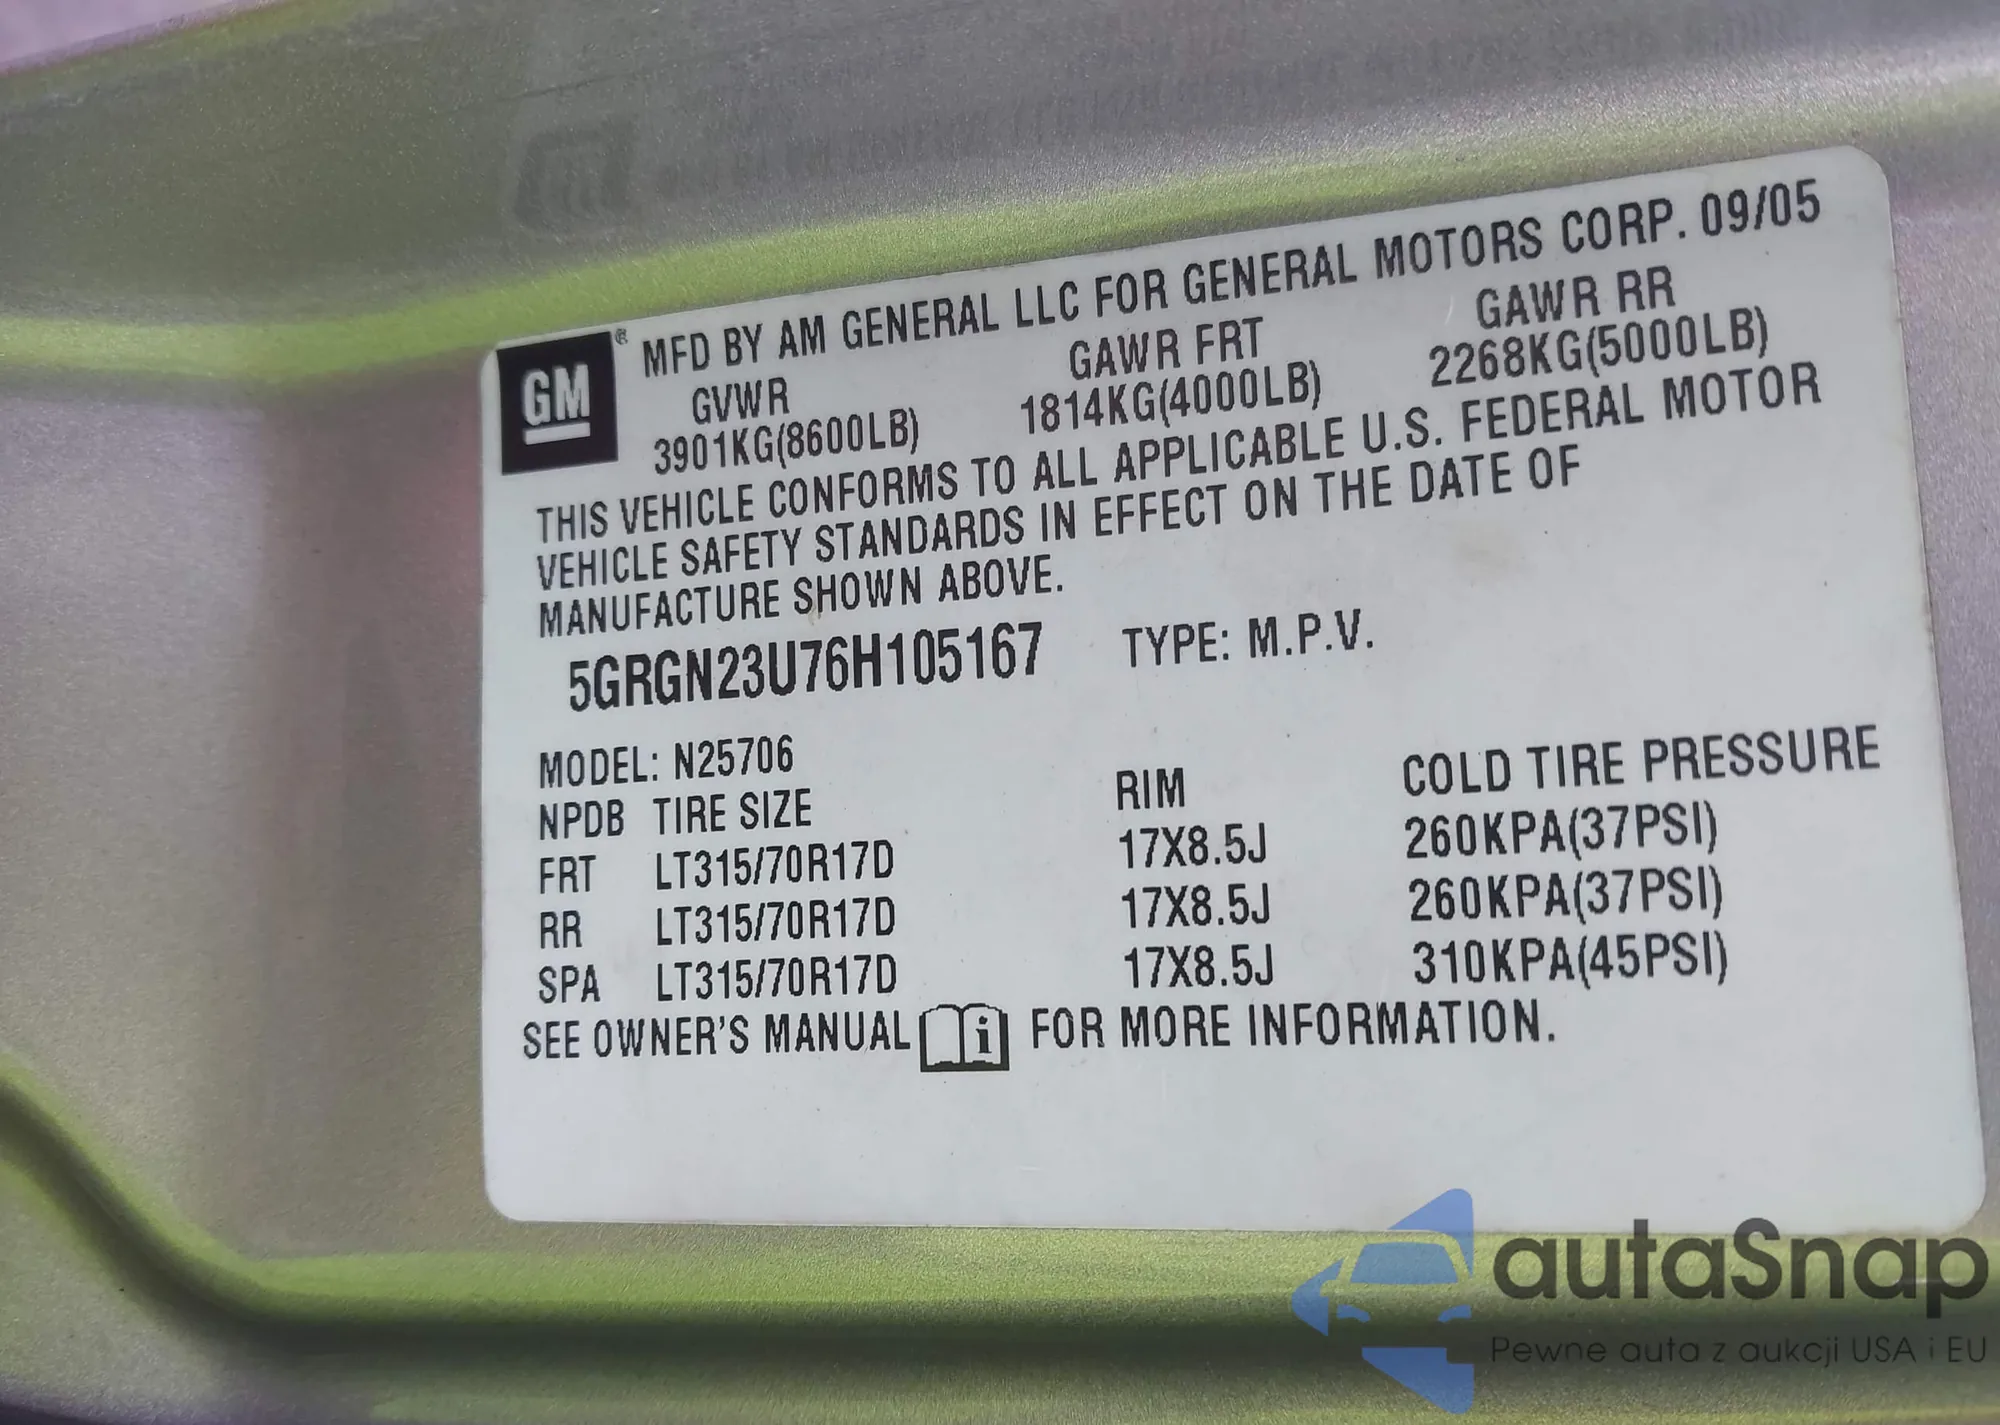 GM® MFD BY AM GENERAL LLC FOR GENERAL MOTORS CORP. 09/05
GVWR GAWR FRT GAWR RR
3901KG(8600LB) 1814KG(4000LB) 2268KG(5000LB)
THIS VEHICLE CONFORMS TO ALL APPLICABLE U.S. FEDERAL MOTOR
VEHICLE SAFETY STANDARDS IN EFFECT ON THE DATE OF
MANUFACTURE SHOWN ABOVE.
5GRGN23U76H105167 TYPE: M.P.V.
MODEL: N25706
NPDB TIRE SIZE RIM COLD TIRE PRESSURE
FRT LT315/70R17D 17X8.5J 260KPA(37PSI)
RR LT315/70R17D 17X8.5J 260KPA(37PSI)
SPA LT315/70R17D 17X8.5J 310KPA(45PSI)
SEE OWNER'S MANUAL i FOR MORE INFORMATION.
autaSnap
Pewne auta z aukcji USA i EU